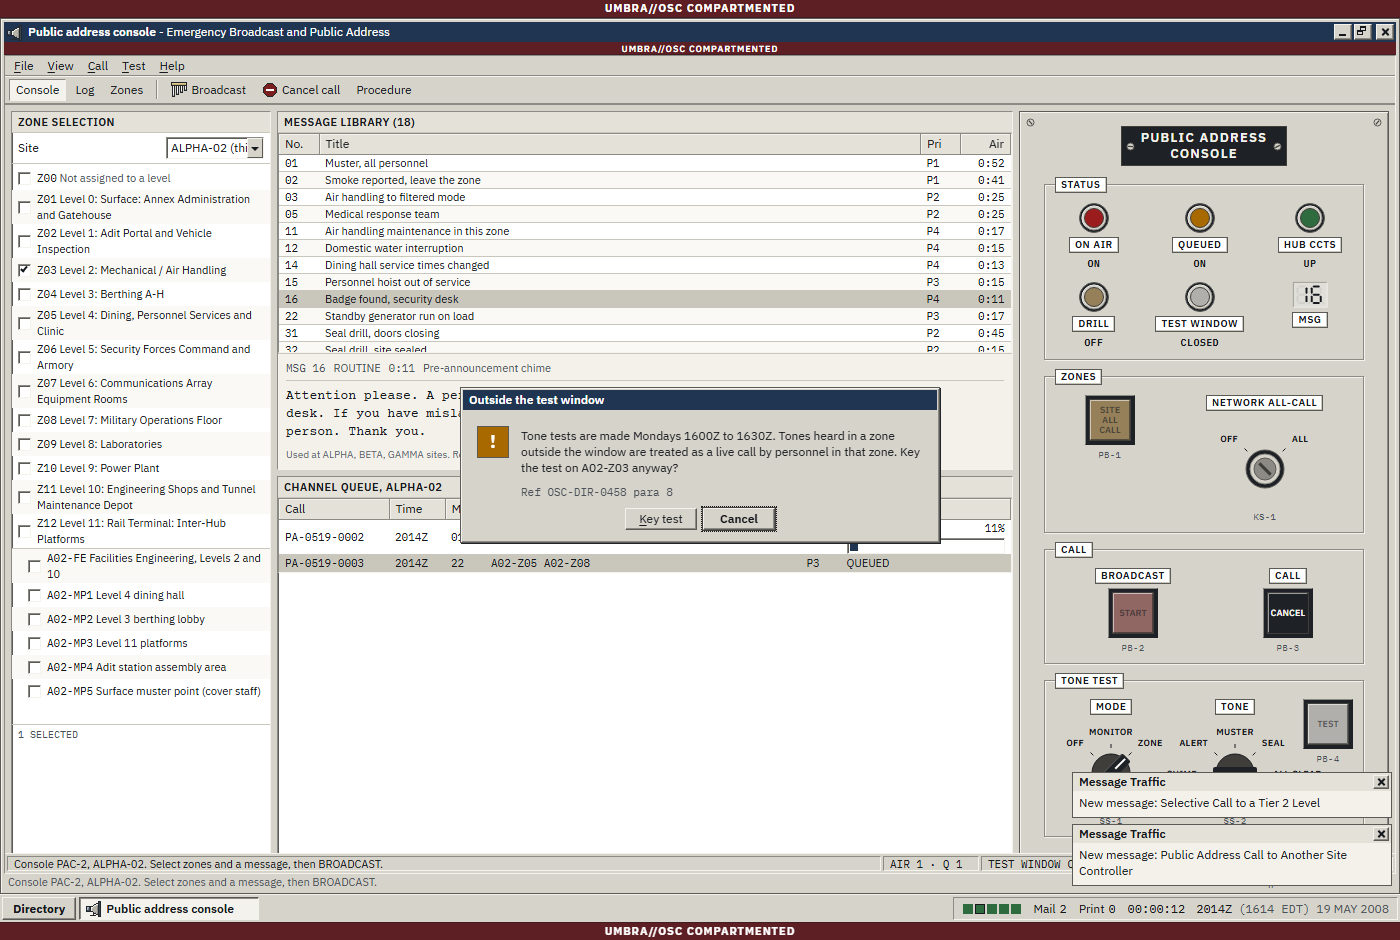 UMBRA//OSC COMPARTMENTED
Public address console - Emergency Broadcast and Public Address
UMBRA//OSC COMPARTMENTED
File View Call Test Help
Console Log Zones Broadcast Cancel call Procedure
ZONE SELECTION
Site ALPHA-02 (thi
Z00 Not assigned to a level
Z01 Level 0: Surface: Annex Administration
and Gatehouse
Z02 Level 1: Adit Portal and Vehicle
Inspection
Z03 Level 2: Mechanical / Air Handling
Z04 Level 3: Berthing A-H
Z05 Level 4: Dining, Personnel Services and
Clinic
Z06 Level 5: Security Forces Command and
Armory
Z07 Level 6: Communications Array
Equipment Rooms
Z08 Level 7: Military Operations Floor
Z09 Level 8: Laboratories
Z10 Level 9: Power Plant
Z11 Level 10: Engineering Shops and Tunnel
Maintenance Depot
Z12 Level 11: Rail Terminal: Inter-Hub
Platforms
A02-FE Facilities Engineering, Levels 2 and
10
A02-MP1 Level 4 dining hall
A02-MP2 Level 3 berthing lobby
A02-MP3 Level 11 platforms
A02-MP4 Adit station assembly area
A02-MP5 Surface muster point (cover staff)
1 SELECTED
MESSAGE LIBRARY (18)
No. Title Pri Air
01 Muster, all personnel P1 0:52
02 Smoke reported, leave the zone P1 0:41
03 Air handling to filtered mode P2 0:25
05 Medical response team P2 0:25
11 Air handling maintenance in this zone P4 0:17
12 Domestic water interruption P4 0:15
14 Dining hall service times changed P4 0:13
15 Personnel hoist out of service P3 0:15
16 Badge found, security desk P4 0:11
22 Standby generator run on load P3 0:17
31 Seal drill, doors closing P2 0:45
32 Seal drill, site sealed P2 0:15
MSG 16 ROUTINE 0:11 Pre-announcement chime
Attention please. A pe
desk. If you have misla
person. Thank you.
Used at ALPHA, BETA, GAMMA sites. Re
CHANNEL QUEUE, ALPHA-02
Call Time M
PA-0519-0002 2014Z 01 11%
PA-0519-0003 2014Z 22 A02-Z05 A02-Z08 P3 QUEUED
Outside the test window
!
Tone tests are made Mondays 1600Z to 1630Z. Tones heard in a zone
outside the window are treated as a live call by personnel in that zone. Key
the test on A02-Z03 anyway?
Ref OSC-DIR-0458 para 8
Key test Cancel
PUBLIC ADDRESS
CONSOLE
STATUS
ON AIR QUEUED HUB CCTS
ON ON UP
16
DRILL TEST WINDOW MSG
OFF CLOSED
ZONES
SITE
ALL
CALL
PB-1
NETWORK ALL-CALL
OFF ALL
KS-1
CALL
BROADCAST CALL
START CANCEL
PB-2 PB-3
TONE TEST
MODE TONE
TEST
PB-4
MONITOR MUSTER
OFF ZONE ALERT SEAL
SS-1 SS-2
Message Traffic
New message: Selective Call to a Tier 2 Level
Message Traffic
New message: Public Address Call to Another Site
Controller
Console PAC-2, ALPHA-02. Select zones and a message, then BROADCAST. AIR 1 · Q 1 TEST WINDOW C
Console PAC-2, ALPHA-02. Select zones and a message, then BROADCAST.
Directory Public address console Mail 2 Print 0 00:00:12 2014Z (1614 EDT) 19 MAY 2008
UMBRA//OSC COMPARTMENTED